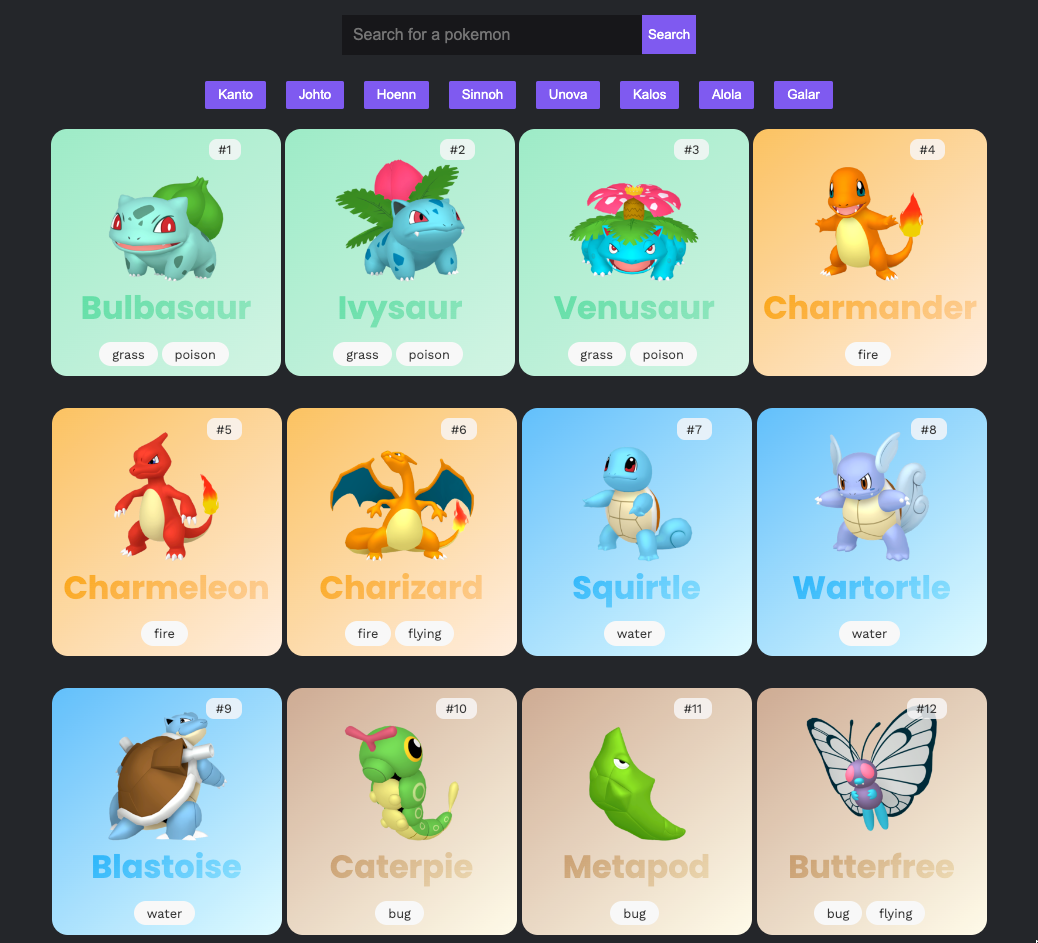 Search for a pokemon Search
Kanto Johto Hoenn Sinnoh Unova Kalos Alola Galar
#1 #2 #3 #4
Bulbasaur Ivysaur Venusaur Charmander
grass poison grass poison grass poison fire
#5 #6 #7 #8
Charmeleon Charizard Squirtle Wartortle
fire fire flying water water
#9 #10 #11 #12
Blastoise Caterpie Metapod Butterfree
water bug bug bug flying